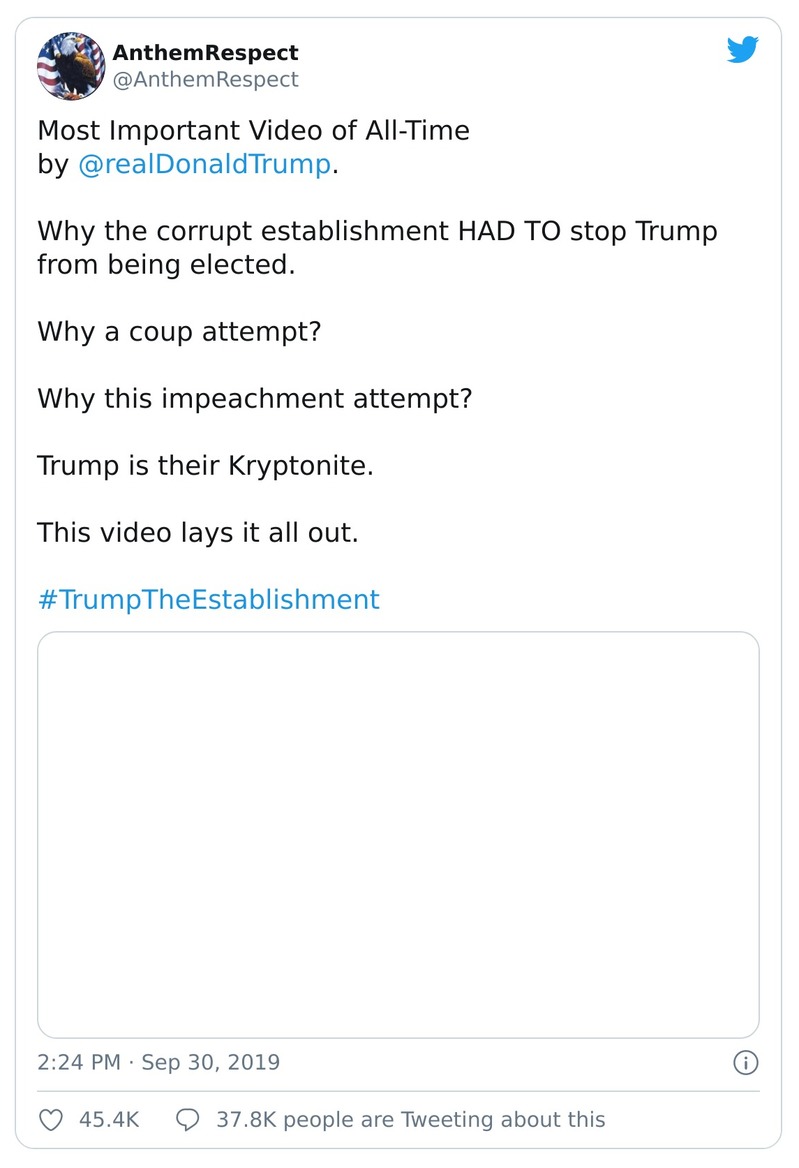 AnthemRespect
@AnthemRespect
Most Important Video of All-Time
by @realDonaldTrump.
Why the corrupt establishment HAD TO stop Trump
from being elected.
Why a coup attempt?
Why this impeachment attempt?
Trump is their Kryptonite.
This video lays it all out.
#TrumpTheEstablishment
2:24 PM · Sep 30, 2019
45.4K 37.8K people are Tweeting about this